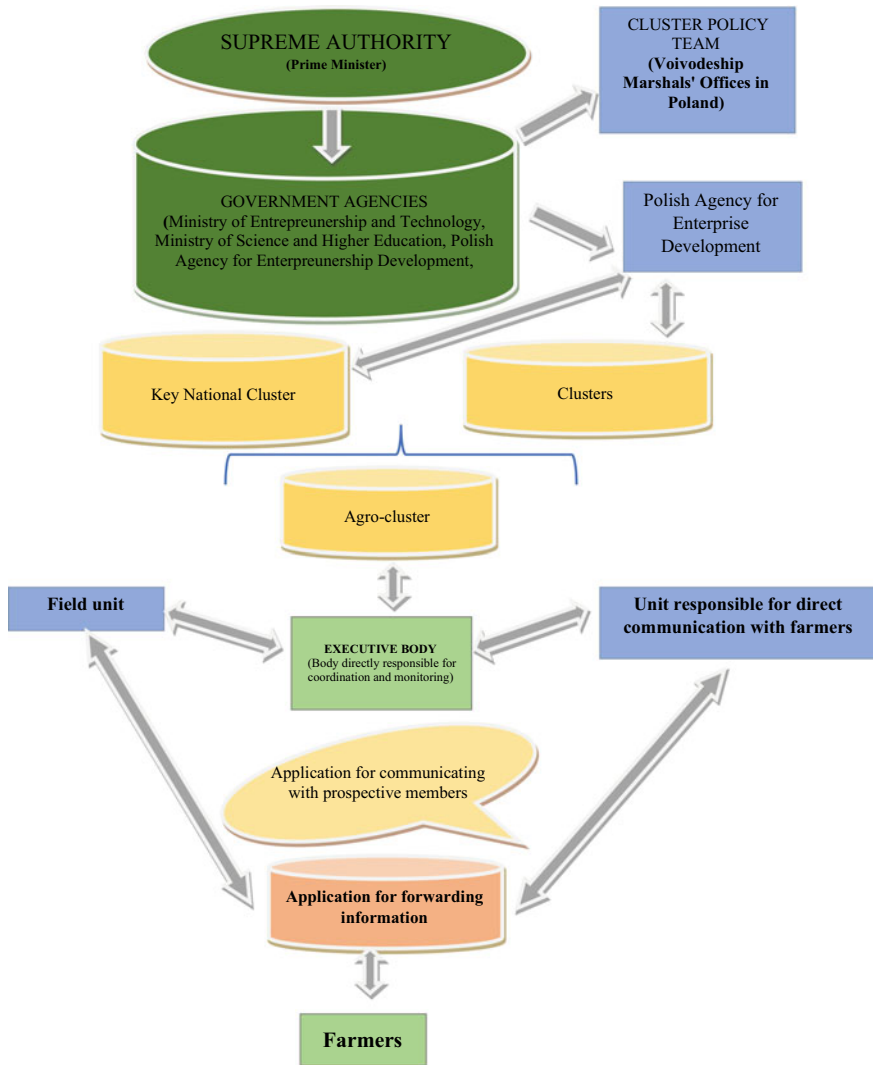 SUPREME AUTHORITY
(Prime Minister)
CLUSTER POLICY
TEAM
(Voivodeship
Marshals' Offices in
Poland)
GOVERNMENT AGENCIES
(Ministry of Entrepreunership and Technology,
Ministry of Science and Higher Education, Polish
Agency for Enterpreunership Development,
Polish Agency for
Enterprise
Development
Key National Cluster
Clusters
Agro-cluster
Field unit
EXECUTIVE BODY
(Body directly responsible for
coordination and monitoring)
Unit responsible for direct
communication with farmers
Application for communicating
with prospective members
Application for forwarding
information
Farmers